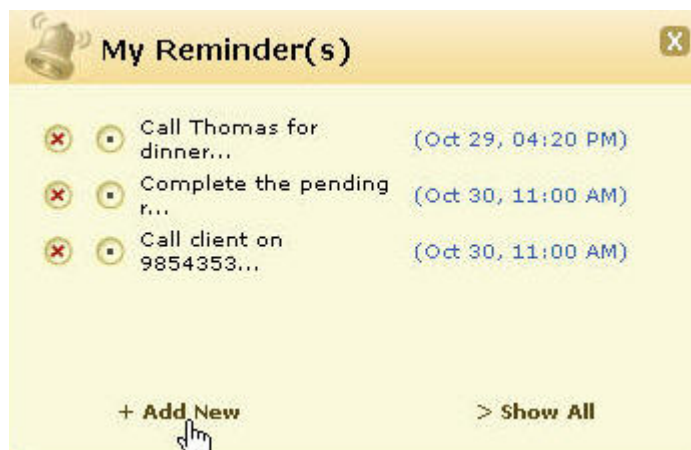 My Reminder(s)
X
Call Thomas for (Oct 29, 04:20 PM)
dinner...
Complete the pending (Oct 30, 11:00 AM)
r...
Call client on (Oct 30, 11:00 AM)
9854353...
+ Add New > Show All